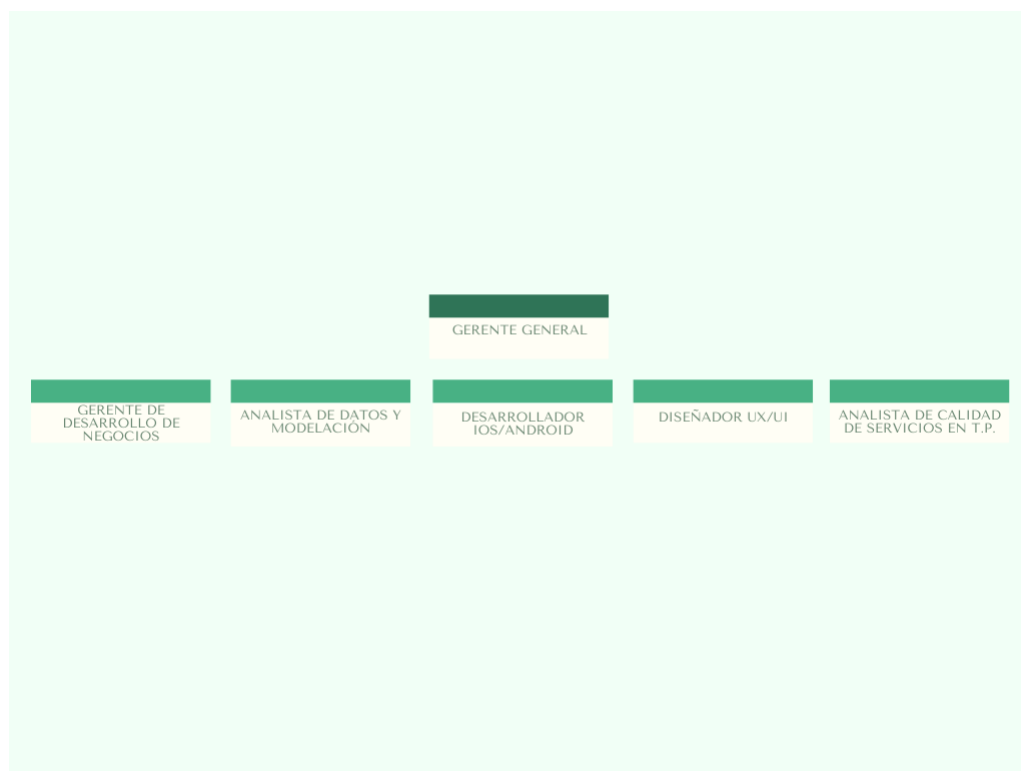 GERENTE GENERAL
GERENTE DE
DESARROLLO DE
NEGOCIOS
ANALISTA DE DATOS Y
MODELACIÓN
DESARROLLADOR
IOS/ANDROID
DISEÑADOR UX/UI
ANALISTA DE CALIDAD
DE SERVICIOS EN T.P.